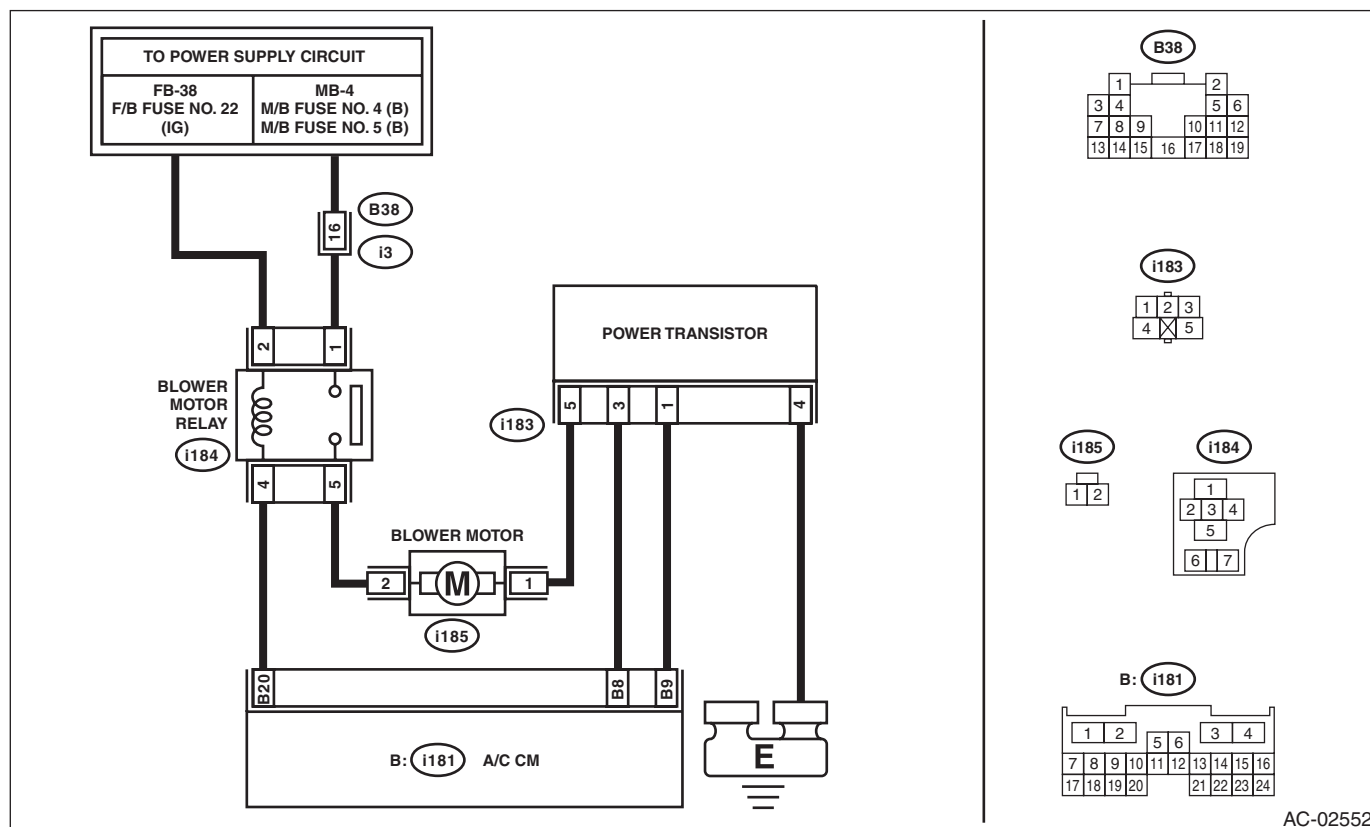 TO POWER SUPPLY CIRCUIT
FB-38
F/B FUSE NO. 22
(IG)
MB-4
M/B FUSE NO. 4 (B)
M/B FUSE NO. 5 (B)
16
B38
i3
2 1
BLOWER
MOTOR
RELAY
i184
4 5
POWER TRANSISTOR
i183
5 3 1 4
BLOWER MOTOR
2 M 1
i185
B20 B8 B9
B: i181 A/C CM
E
B38
1 2
3 4 5 6
7 8 9 10 11 12
13 14 15 16 17 18 19
i183
1 2 3
4 5
i185
1 2
i184
1
2 3 4
5
6 7
B: i181
1 2 3 4
5 6
7 8 9 10 11 12 13 14 15 16
17 18 19 20 21 22 23 24
AC-02552